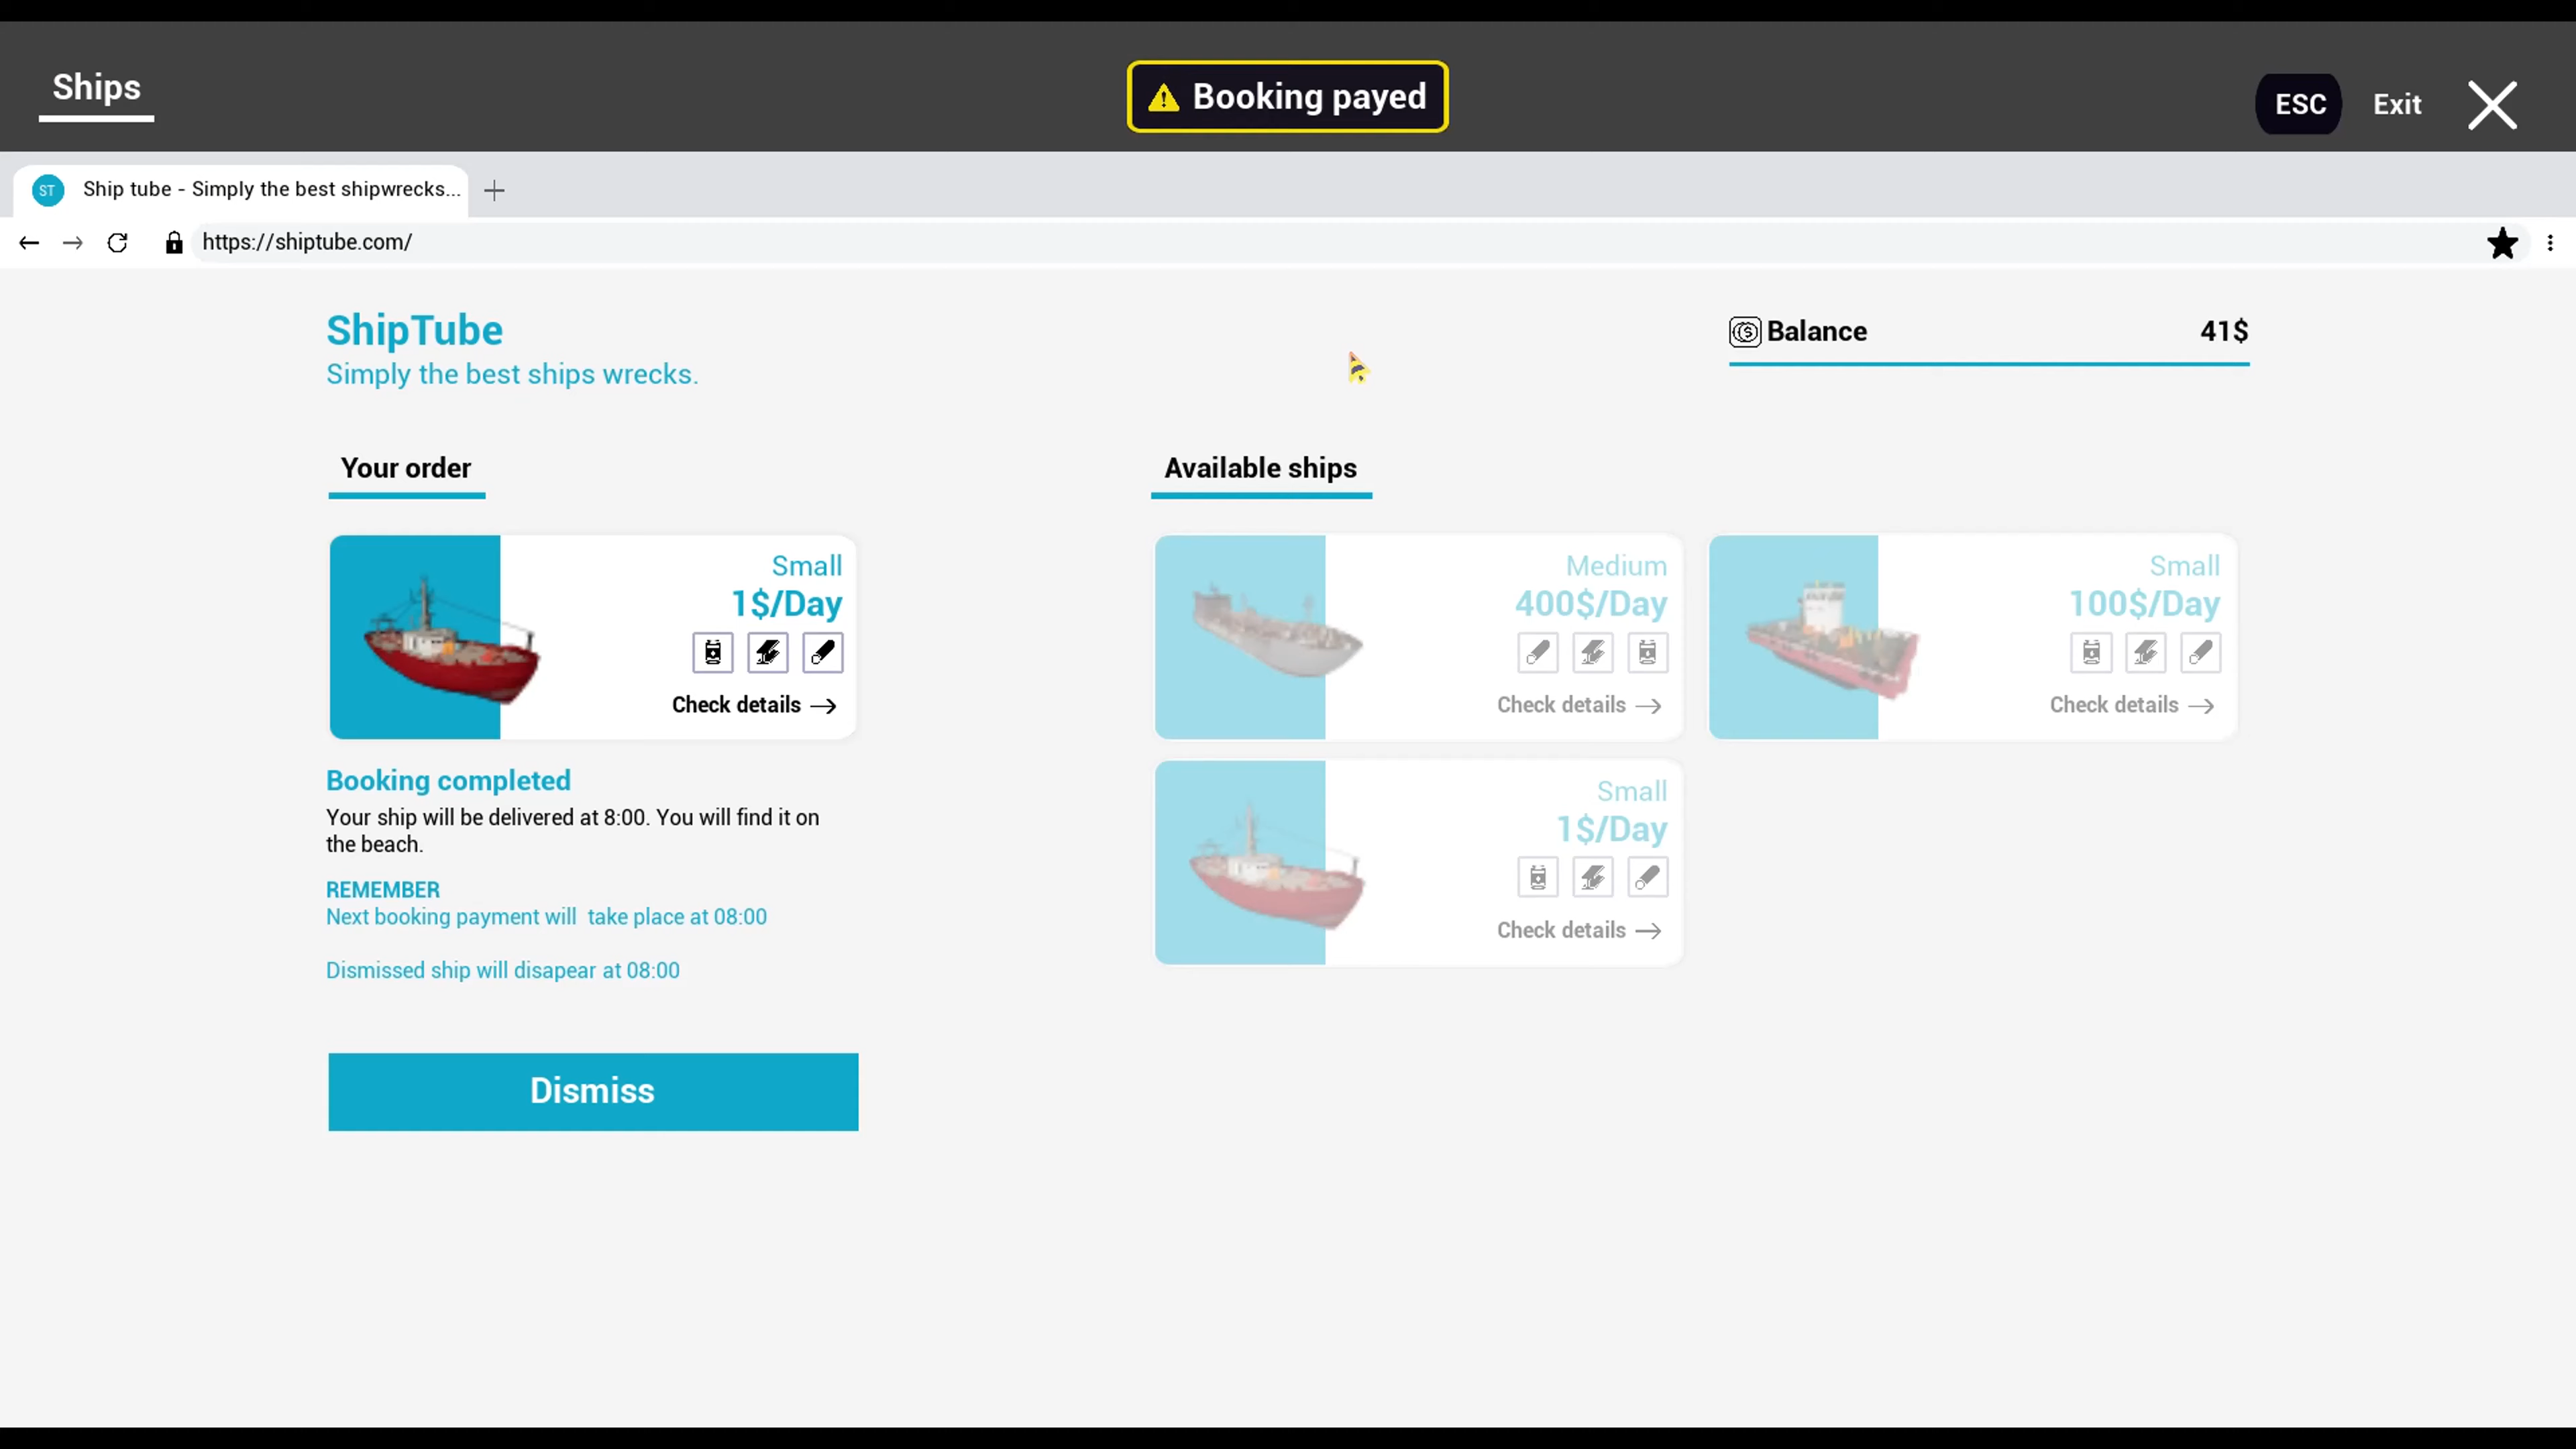 Ships
Booking payed
ESC
Exit
ST
Ship tube - Simply the best shipwrecks...
https://shiptube.com/
ShipTube
Simply the best ships wrecks.
Balance
41$
Your order
Small
1$/Day
Check details
Booking completed
Your ship will be delivered at 8:00. You will find it on
the beach.
REMEMBER
Next booking payment will  take place at 08:00
Dismissed ship will disapear at 08:00
Dismiss
Available ships
Medium
400$/Day
Check details
Small
100$/Day
Check details
Small
1$/Day
Check details